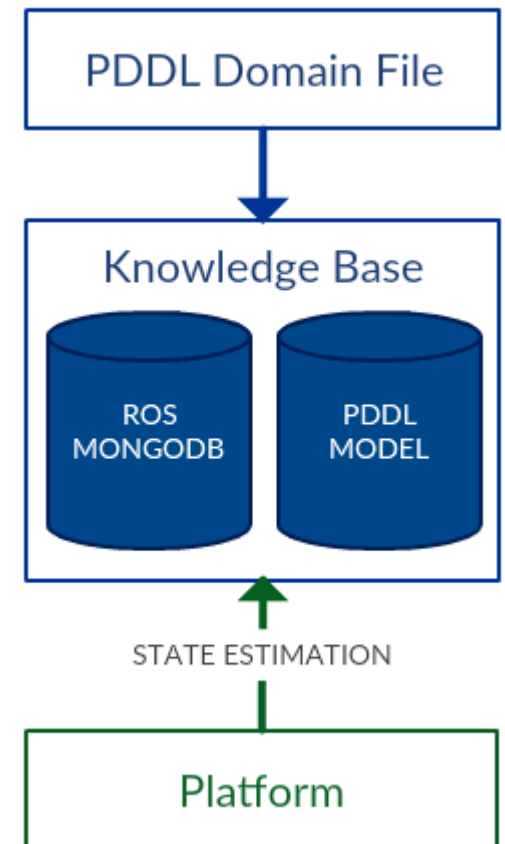 PDDL Domain File
Knowledge Base
ROS
MONGODB
PDDL
MODEL
STATE ESTIMATION
Platform